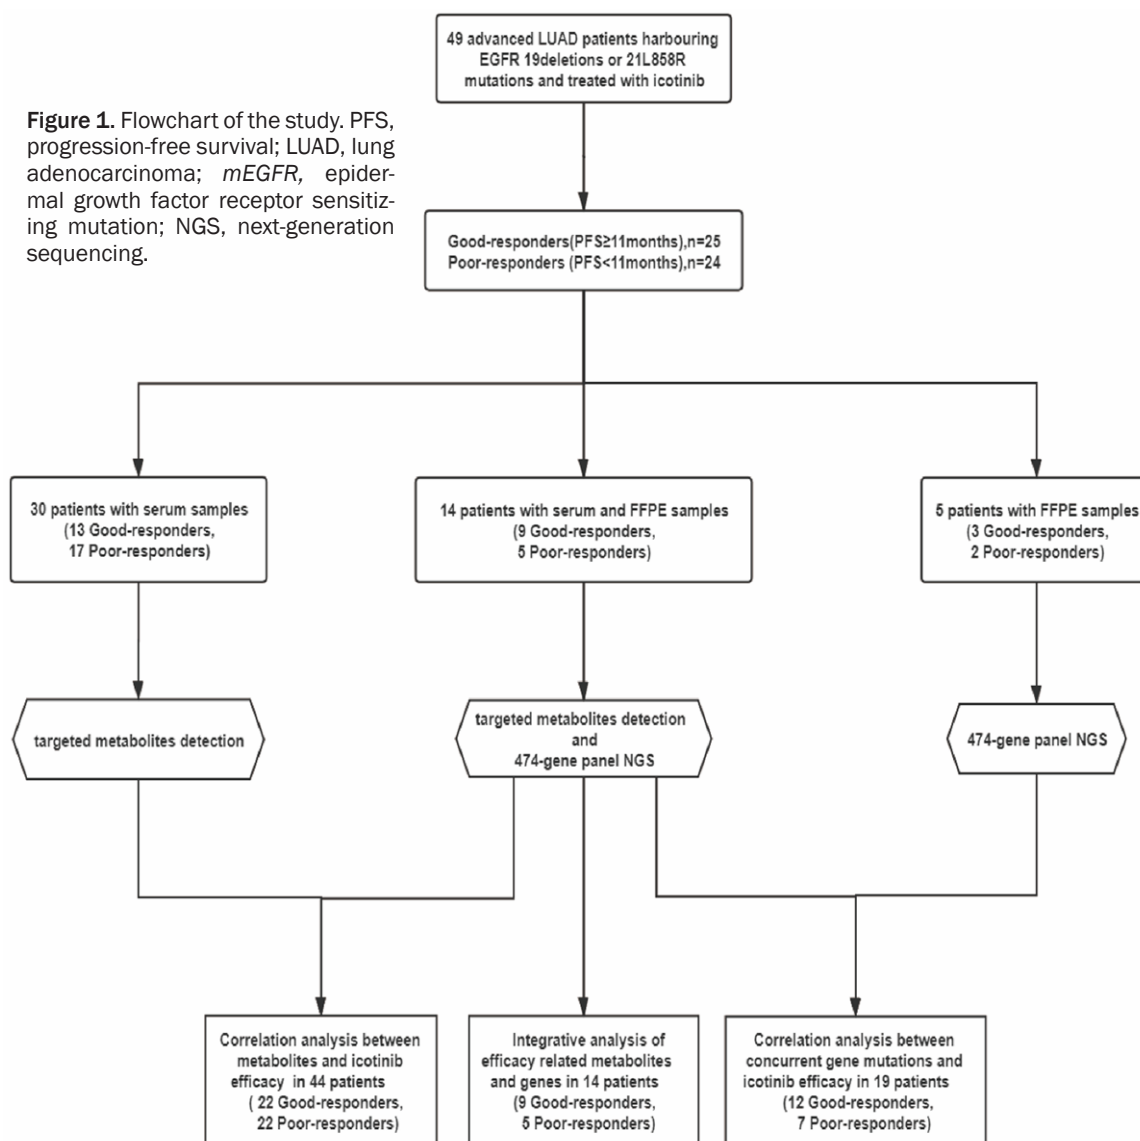 49 advanced LUAD patients harbouring
EGFR 19deletions or 21L858R
mutations and treated with icotinib
Figure 1. Flowchart of the study. PFS,
progression-free survival; LUAD, lung
adenocarcinoma; mEGFR, epider-
mal growth factor receptor sensitiz-
ing mutation; NGS, next-generation
sequencing.
Good-responders(PFS≥11months),n=25
Poor-responders (PFS<11months),n=24
30 patients with serum samples
(13 Good-responders,
17 Poor-responders)
14 patients with serum and FFPE samples
(9 Good-responders,
5 Poor-responders)
5 patients with FFPE samples
(3 Good-responders,
2 Poor-responders)
targeted metabolites detection
targeted metabolites detection
and
474-gene panel NGS
474-gene panel NGS
Correlation analysis between
metabolites and icotinib
efficacy in 44 patients
( 22 Good-responders,
22 Poor-responders)
Integrative analysis of
efficacy related metabolites
and genes in 14 patients
(9 Good-responders,
5 Poor-responders)
Correlation analysis between
concurrent gene mutations and
icotinib efficacy in 19 patients
(12 Good-responders,
7 Poor-responders)